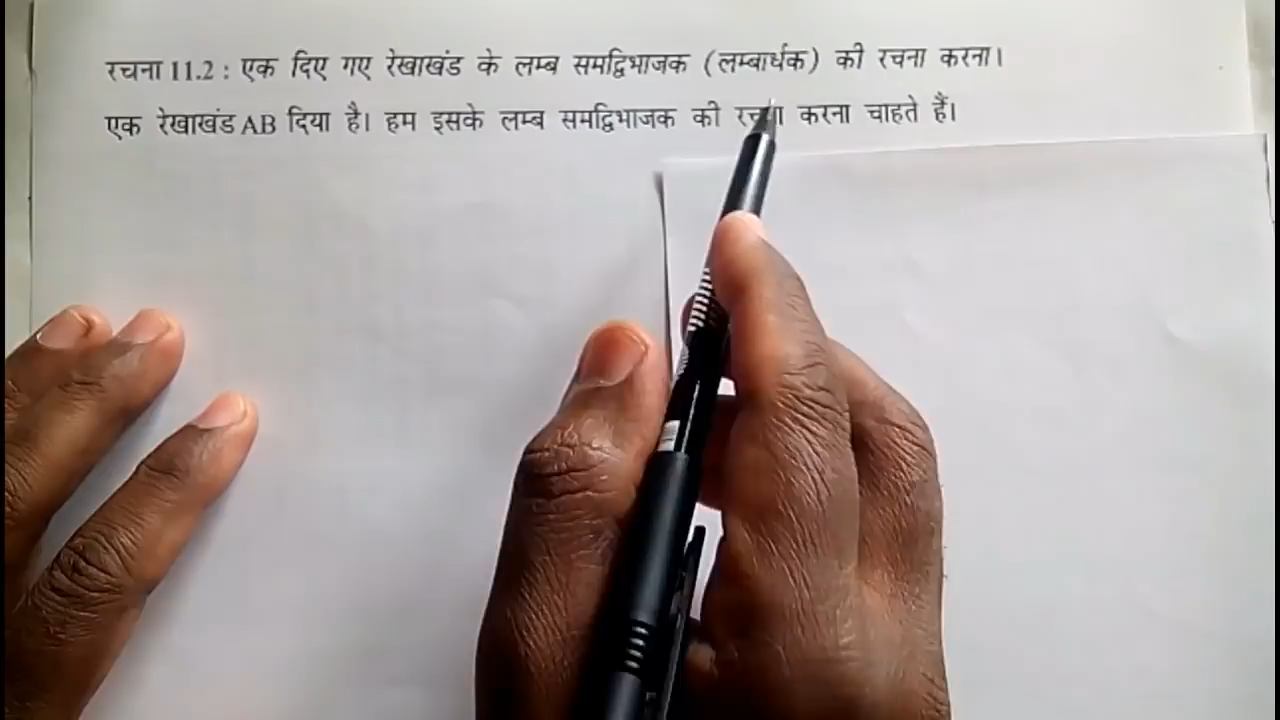 रचना 11.2 : एक दिए गए रेखाखंड के लम्ब समद्विभाजक (लम्बार्धक) की रचना करना।
एक रेखाखंड AB दिया है। हम इसके लम्ब समद्विभाजक की रचना करना चाहते हैं।